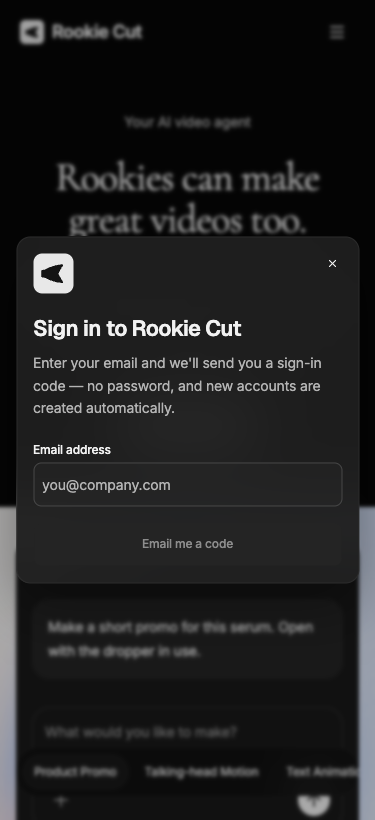 Rookie Cut
Your AI video agent
Rookies can make
great videos too.
Sign in to Rookie Cut
Enter your email and we'll send you a sign-in
code — no password, and new accounts are
created automatically.
Email address
you@company.com
Email me a code
Make a short promo for this serum. Open
with the dropper in use.
What would you like to make?
Product Promo Talking-head Motion Text Animatio